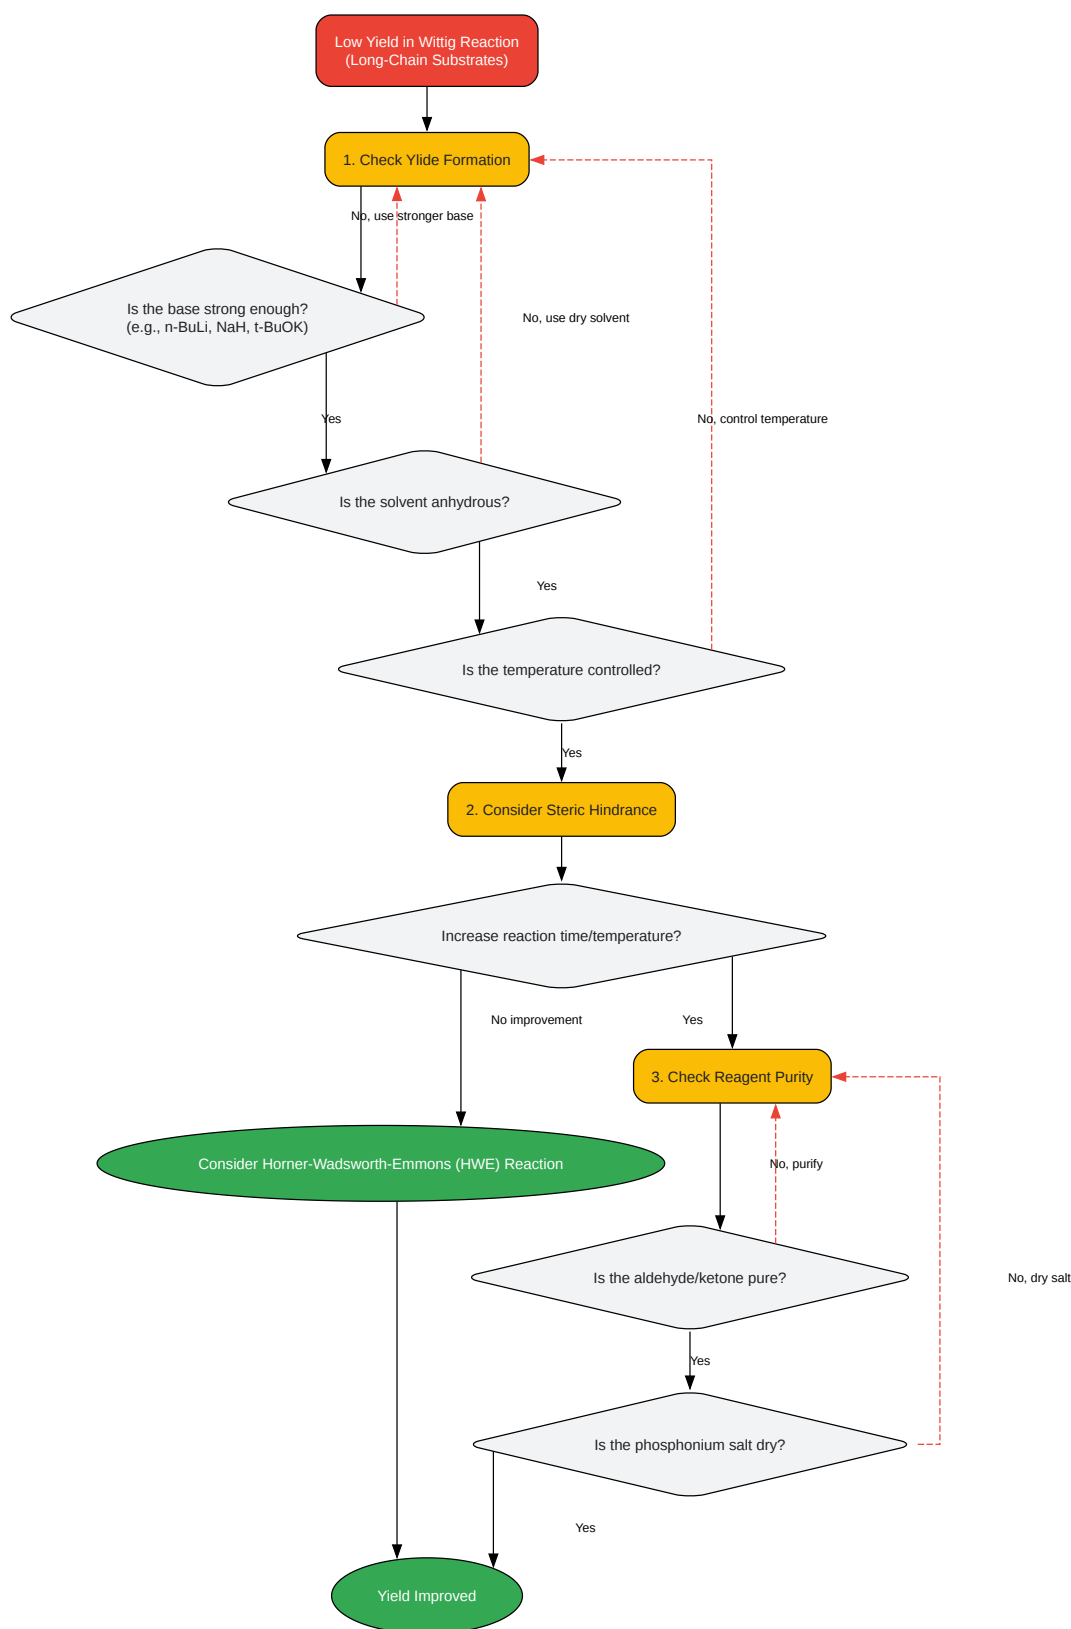 Low Yield in Wittig Reaction
(Long-Chain Substrates)
1. Check Ylide Formation
No, use stronger base
Is the base strong enough?
(e.g., n-BuLi, NaH, t-BuOK)
No, use dry solvent
Yes
No, control temperature
Is the solvent anhydrous?
Yes
Is the temperature controlled?
Yes
2. Consider Steric Hindrance
Increase reaction time/temperature?
No improvement
Yes
3. Check Reagent Purity
Consider Horner-Wadsworth-Emmons (HWE) Reaction
No, purify
Is the aldehyde/ketone pure?
No, dry salt
Yes
Is the phosphonium salt dry?
Yes
Yield Improved